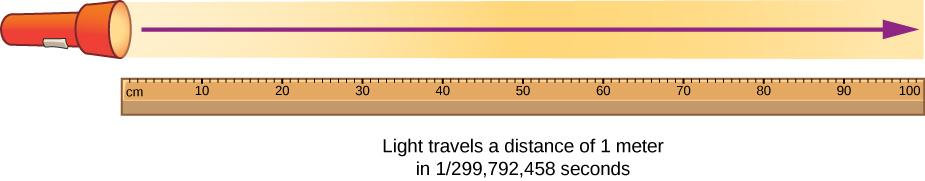 cm 10 20 30 40 50 60 70 80 90 100
Light travels a distance of 1 meter
in 1/299,792,458 seconds